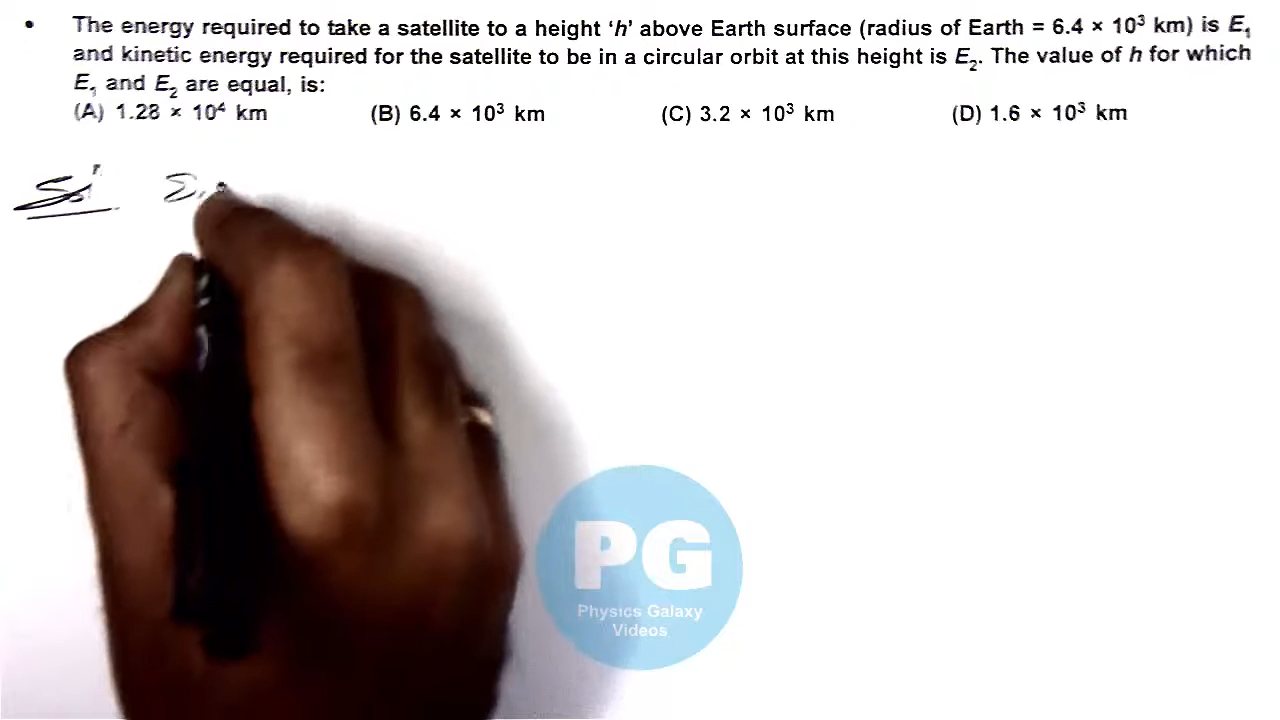 • The energy required to take a satellite to a height ‘h’ above Earth surface (radius of Earth = 6.4 × 10³ km) is E₁
and kinetic energy required for the satellite to be in a circular orbit at this height is E₂. The value of h for which
E₁ and E₂ are equal, is:
(A) 1.28 × 10⁴ km (B) 6.4 × 10³ km (C) 3.2 × 10³ km (D) 1.6 × 10³ km
PG
Physics Galaxy
Videos